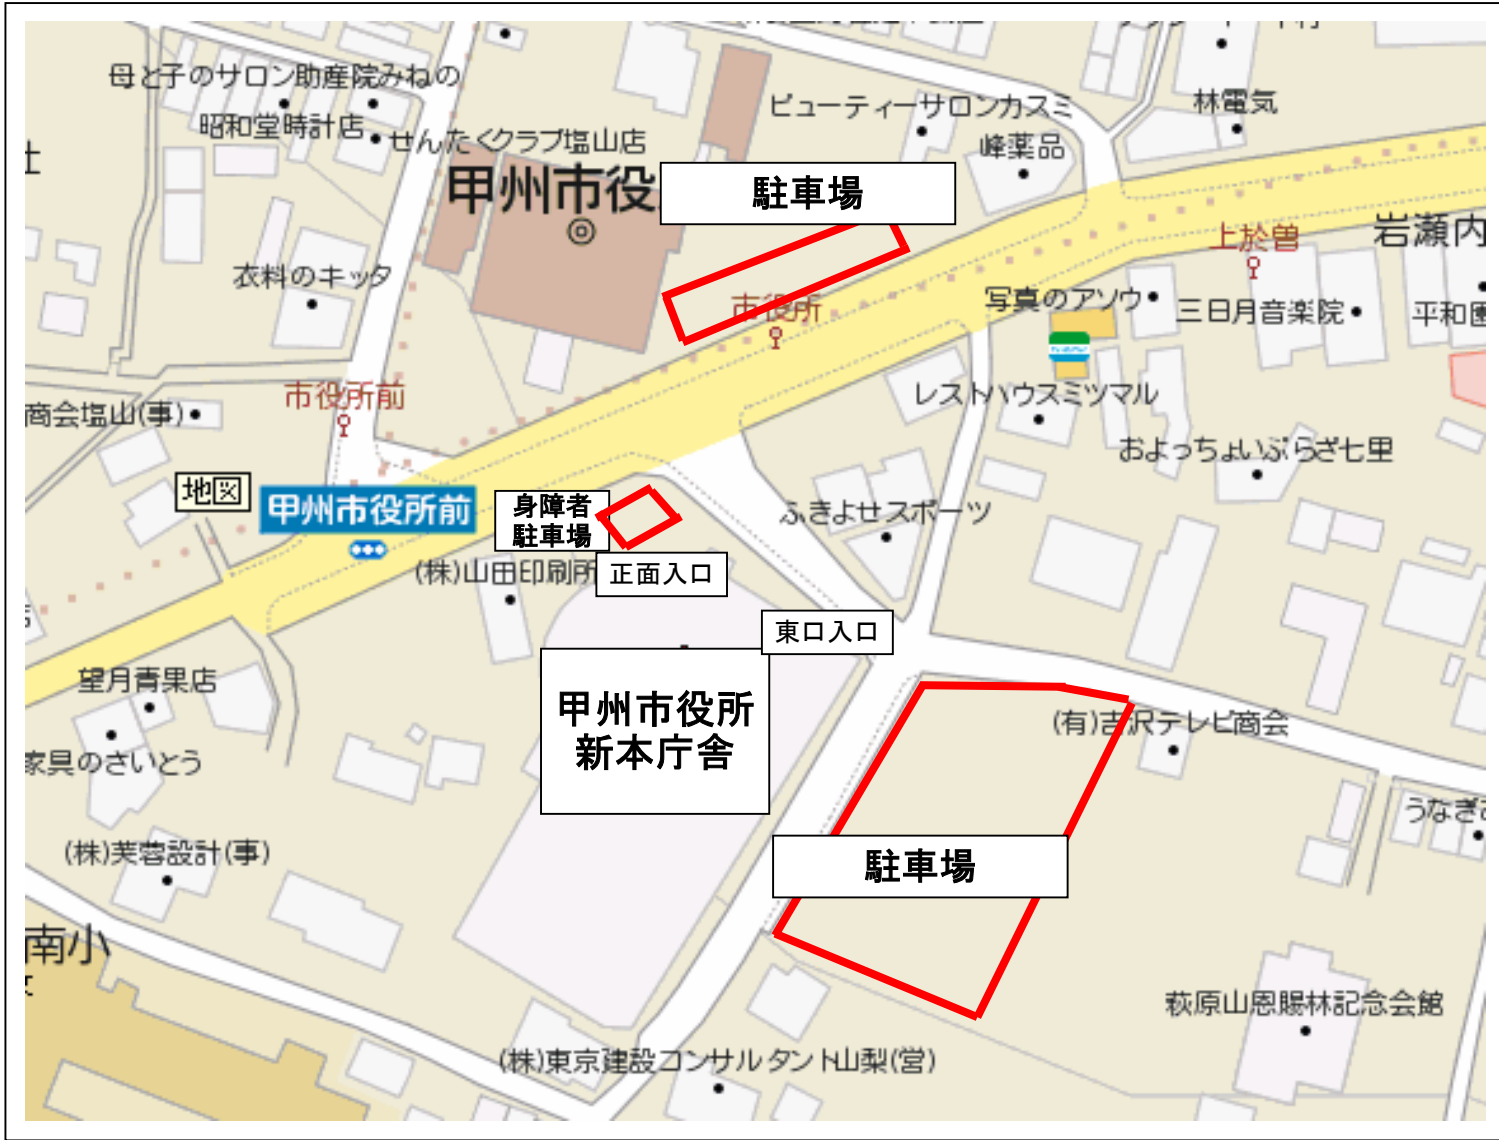 母と子のサロン助産院みねの
昭和堂時計店
せんたくクラブ塩山店
ビューティーサロンカスミ
林電気
峰薬品
社
甲州市役
駐車場
岩瀬内
上於曽
衣料のキッタ
市役所
写真のアソウ
三日月音楽院
平和園
市役所前
商会塩山(事)
レストハウスミツマル
およっちょいぷらざ七里
地図
甲州市役所前
身障者
駐車場
ふきよせスポーツ
(株)山田印刷所
正面入口
東口入口
望月青果店
甲州市役所
新本庁舎
(有)吉沢テレビ商会
家具のさいとう
うなぎ
(株)芙蓉設計(事)
駐車場
南小
萩原山恩賜林記念会館
(株)東京建設コンサルタント山梨(営)